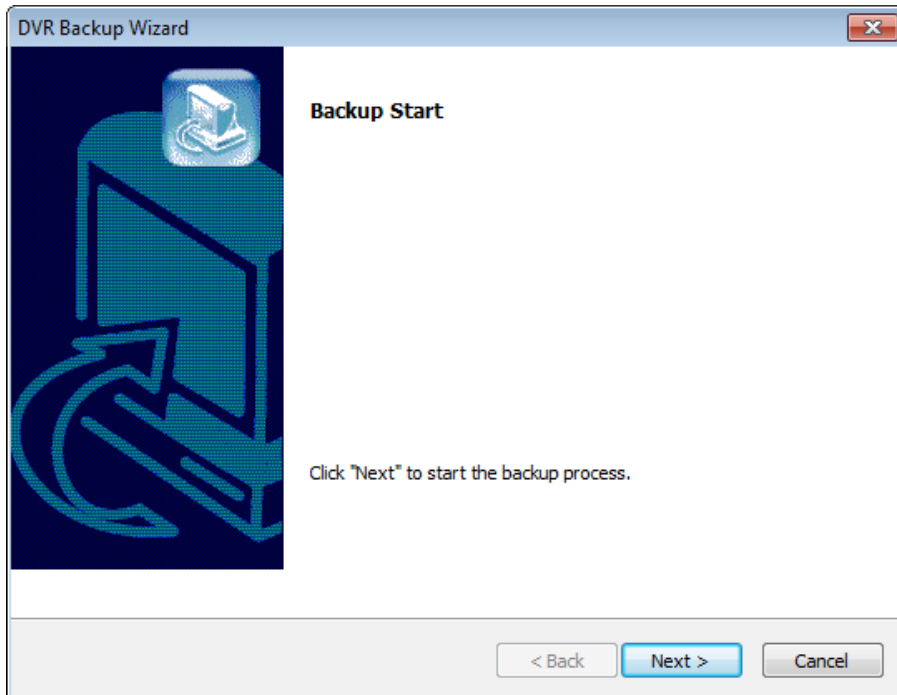 DVR Backup Wizard
Backup Start
Click "Next" to start the backup process.
< Back
Next >
Cancel